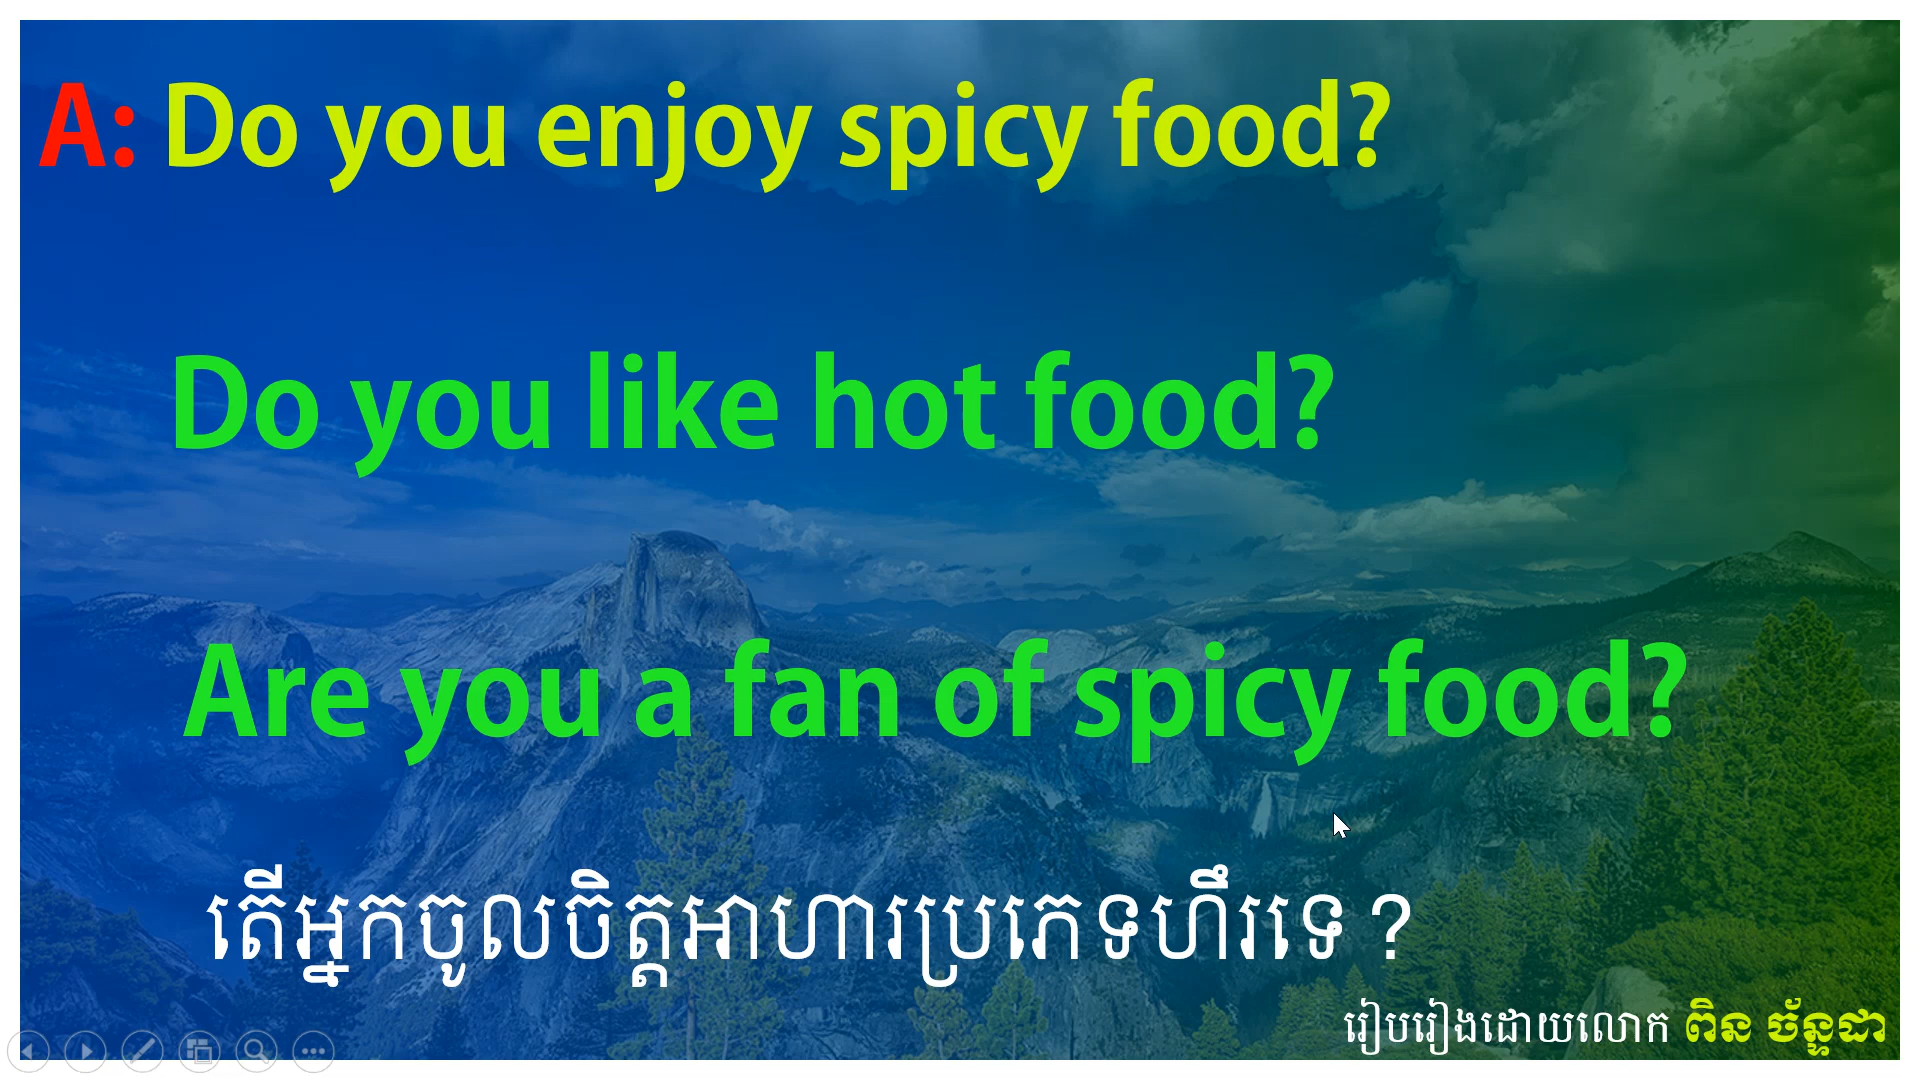 A: Do you enjoy spicy food?
Do you like hot food?
Are you a fan of spicy food?
តើអ្នកចូលចិត្តអាហារប្រភេទហឹរទេ ?
រៀបរៀងដោយលោក ពិន ច័ន្ទដា